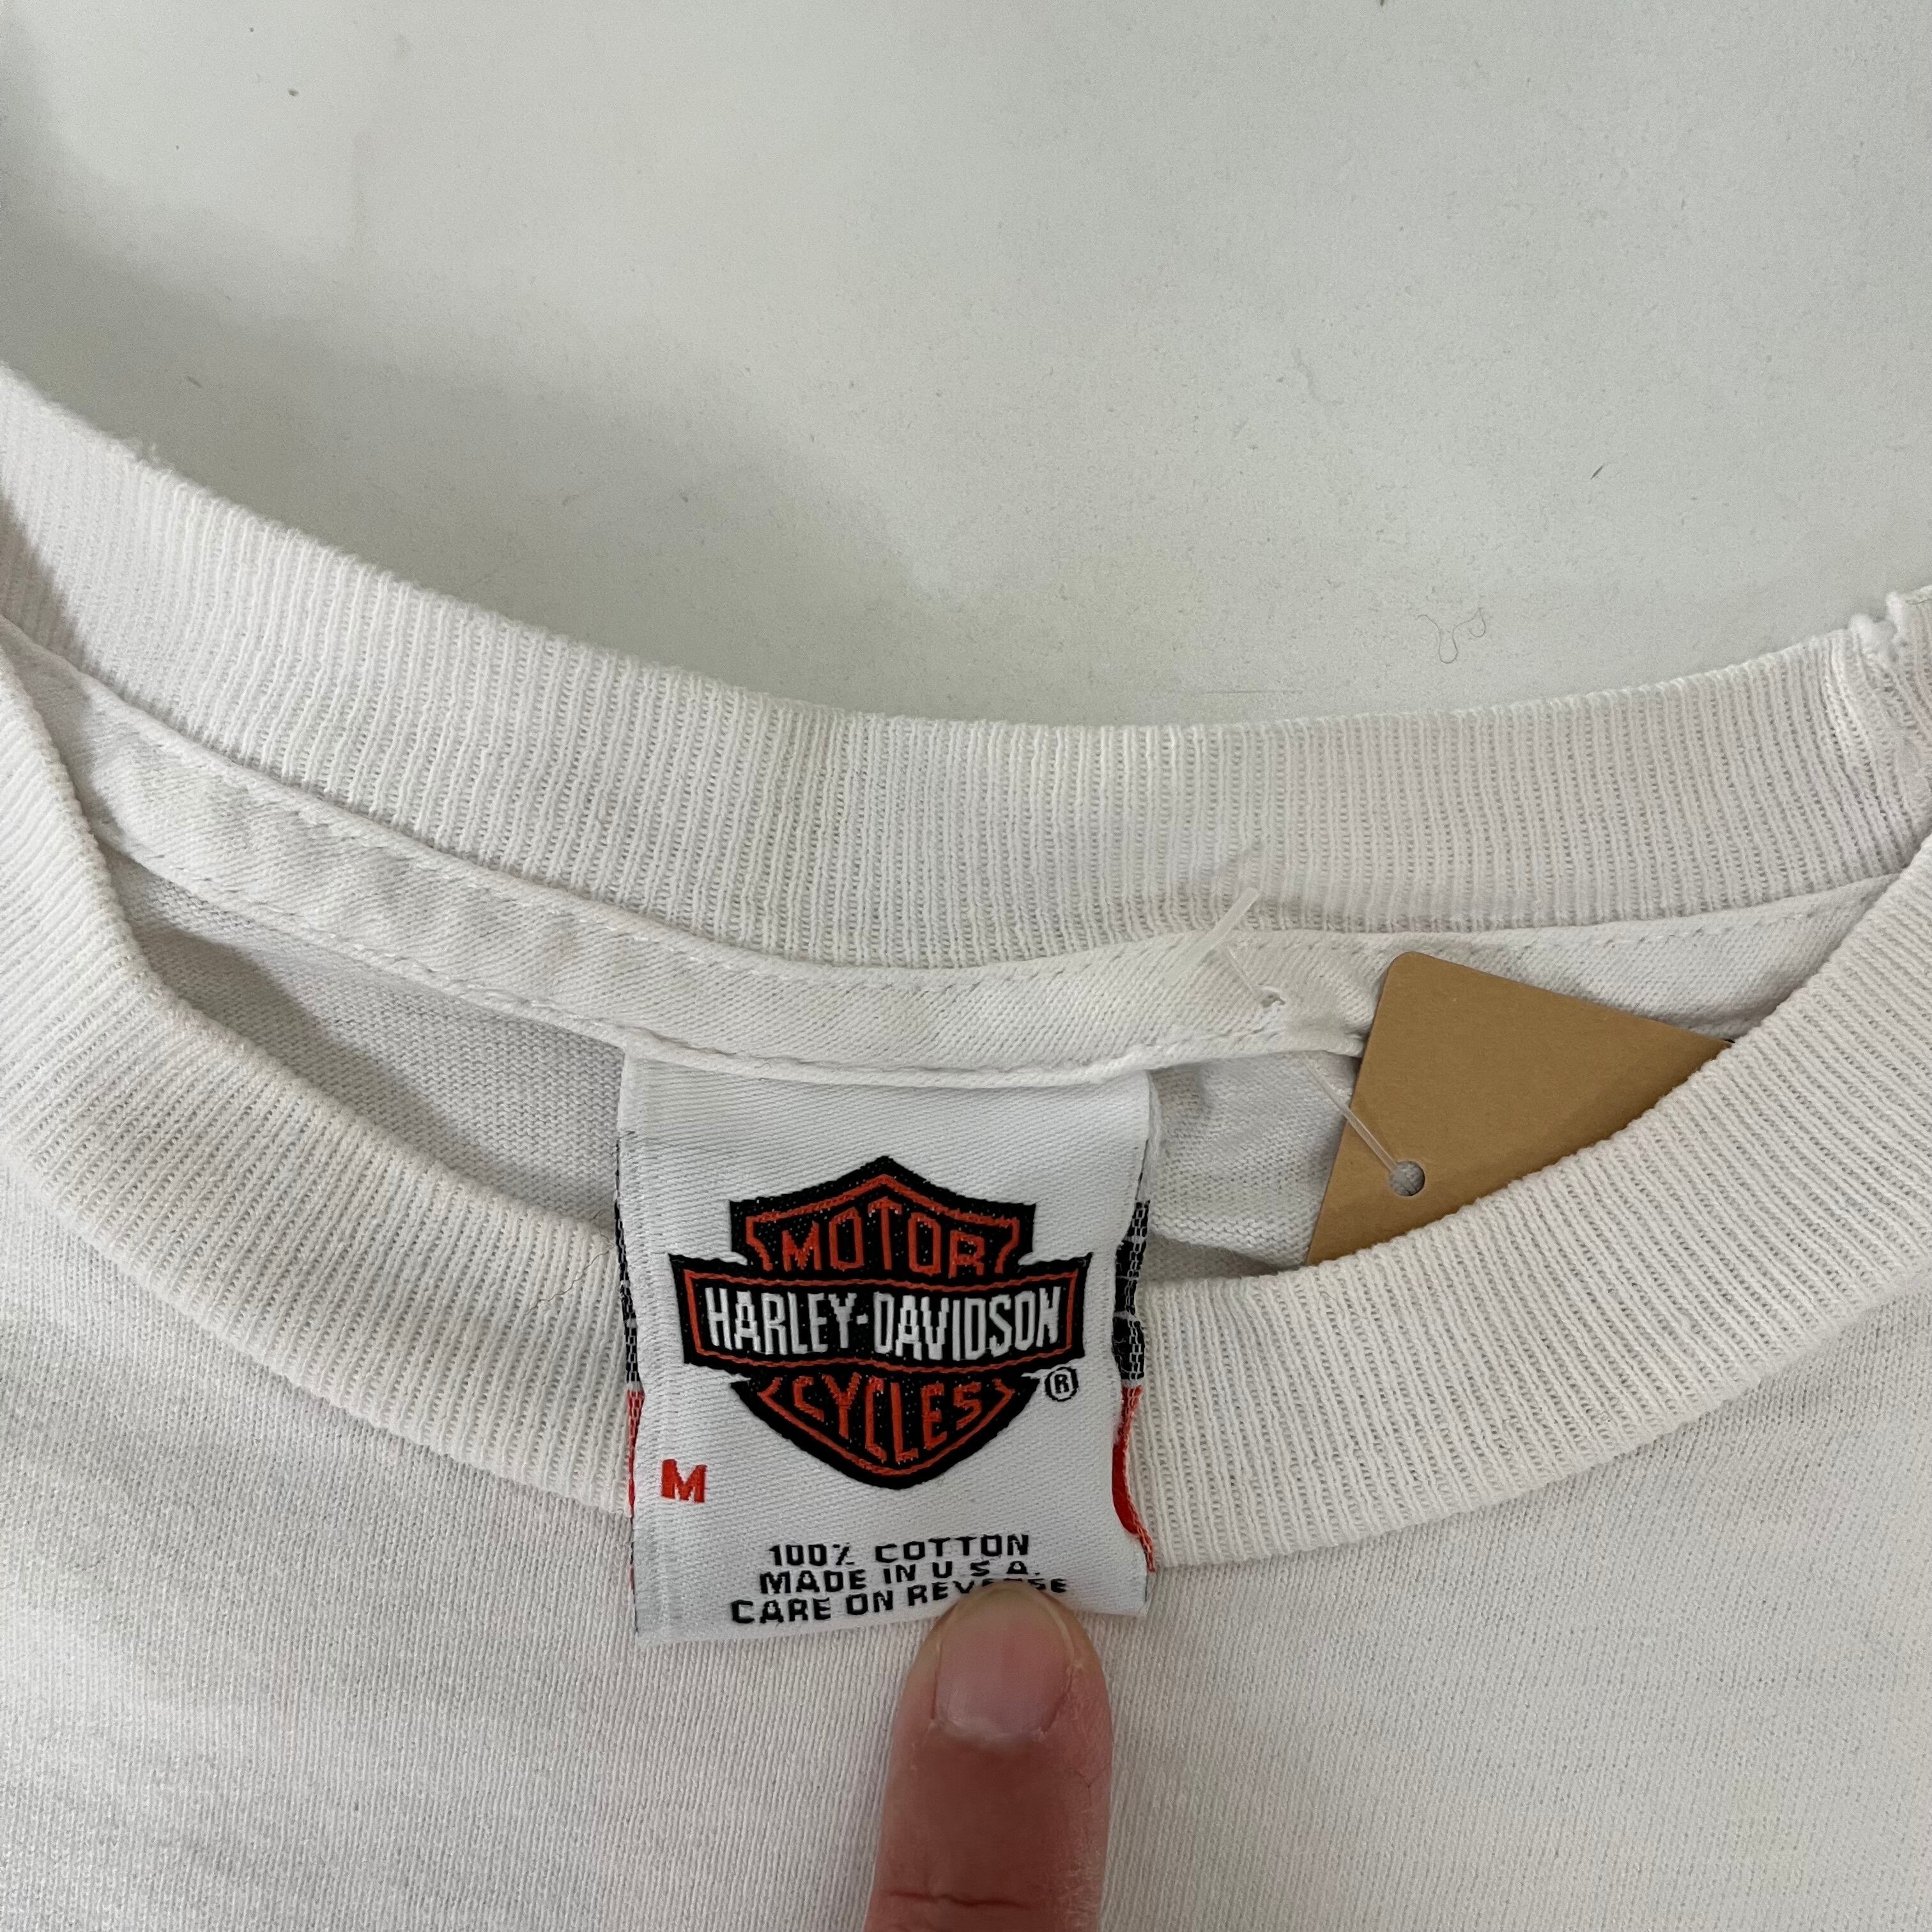 MOTOR
HARLEY-DAVIDSON
CYCLES
®
M
100% COTTON
MADE IN U.S.A.
CARE ON REVERSE